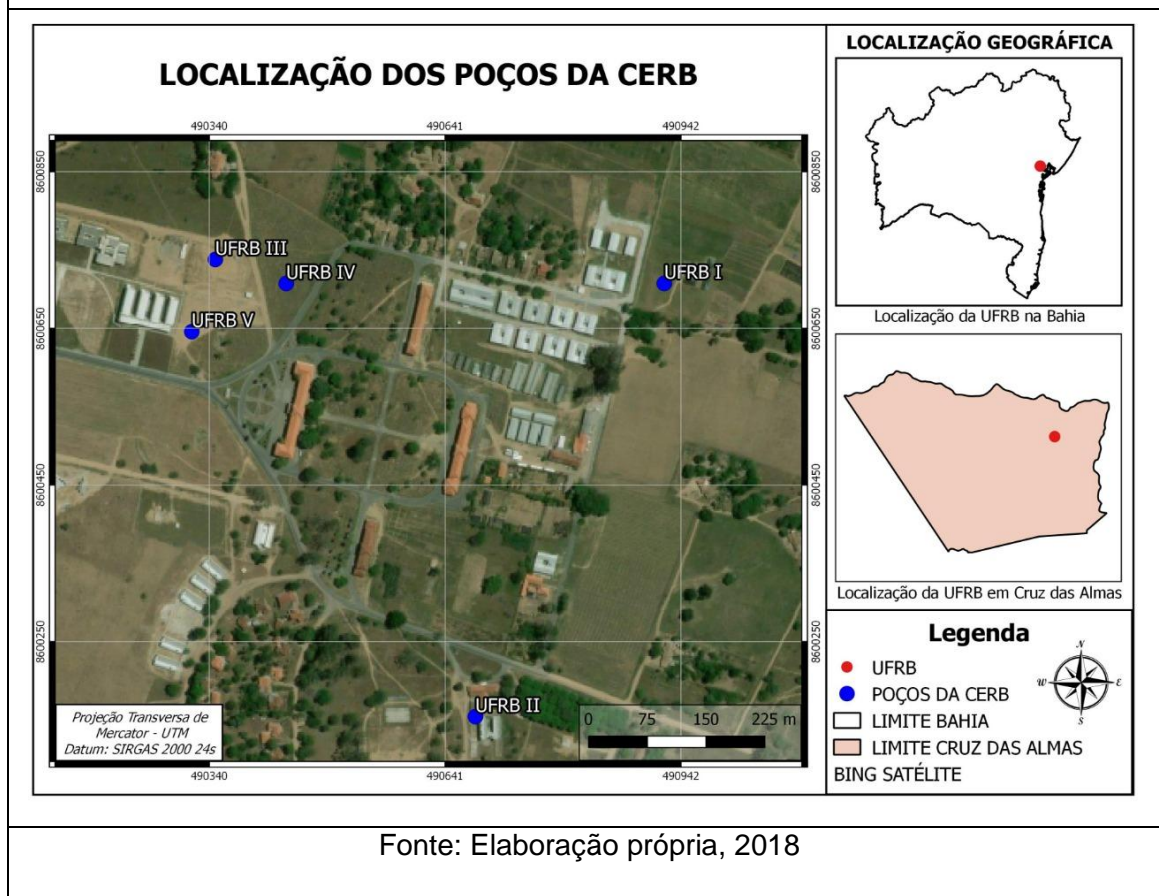 LOCALIZAÇÃO DOS POÇOS DA CERB
490340
490641
490942
8600850
8600850
UFRB III
UFRB IV
UFRB I
UFRB V
8600650
8600650
8600450
8600450
8600250
8600250
UFRB II
Projeção Transversa de
Mercator - UTM
Datum: SIRGAS 2000 24s
0 75 150 225 m
490340
490641
490942
LOCALIZAÇÃO GEOGRÁFICA
Localização da UFRB na Bahia
Localização da UFRB em Cruz das Almas
Legenda
UFRB
POÇOS DA CERB
LIMITE BAHIA
LIMITE CRUZ DAS ALMAS
BING SATÉLITE
N
W
E
S
Fonte: Elaboração própria, 2018